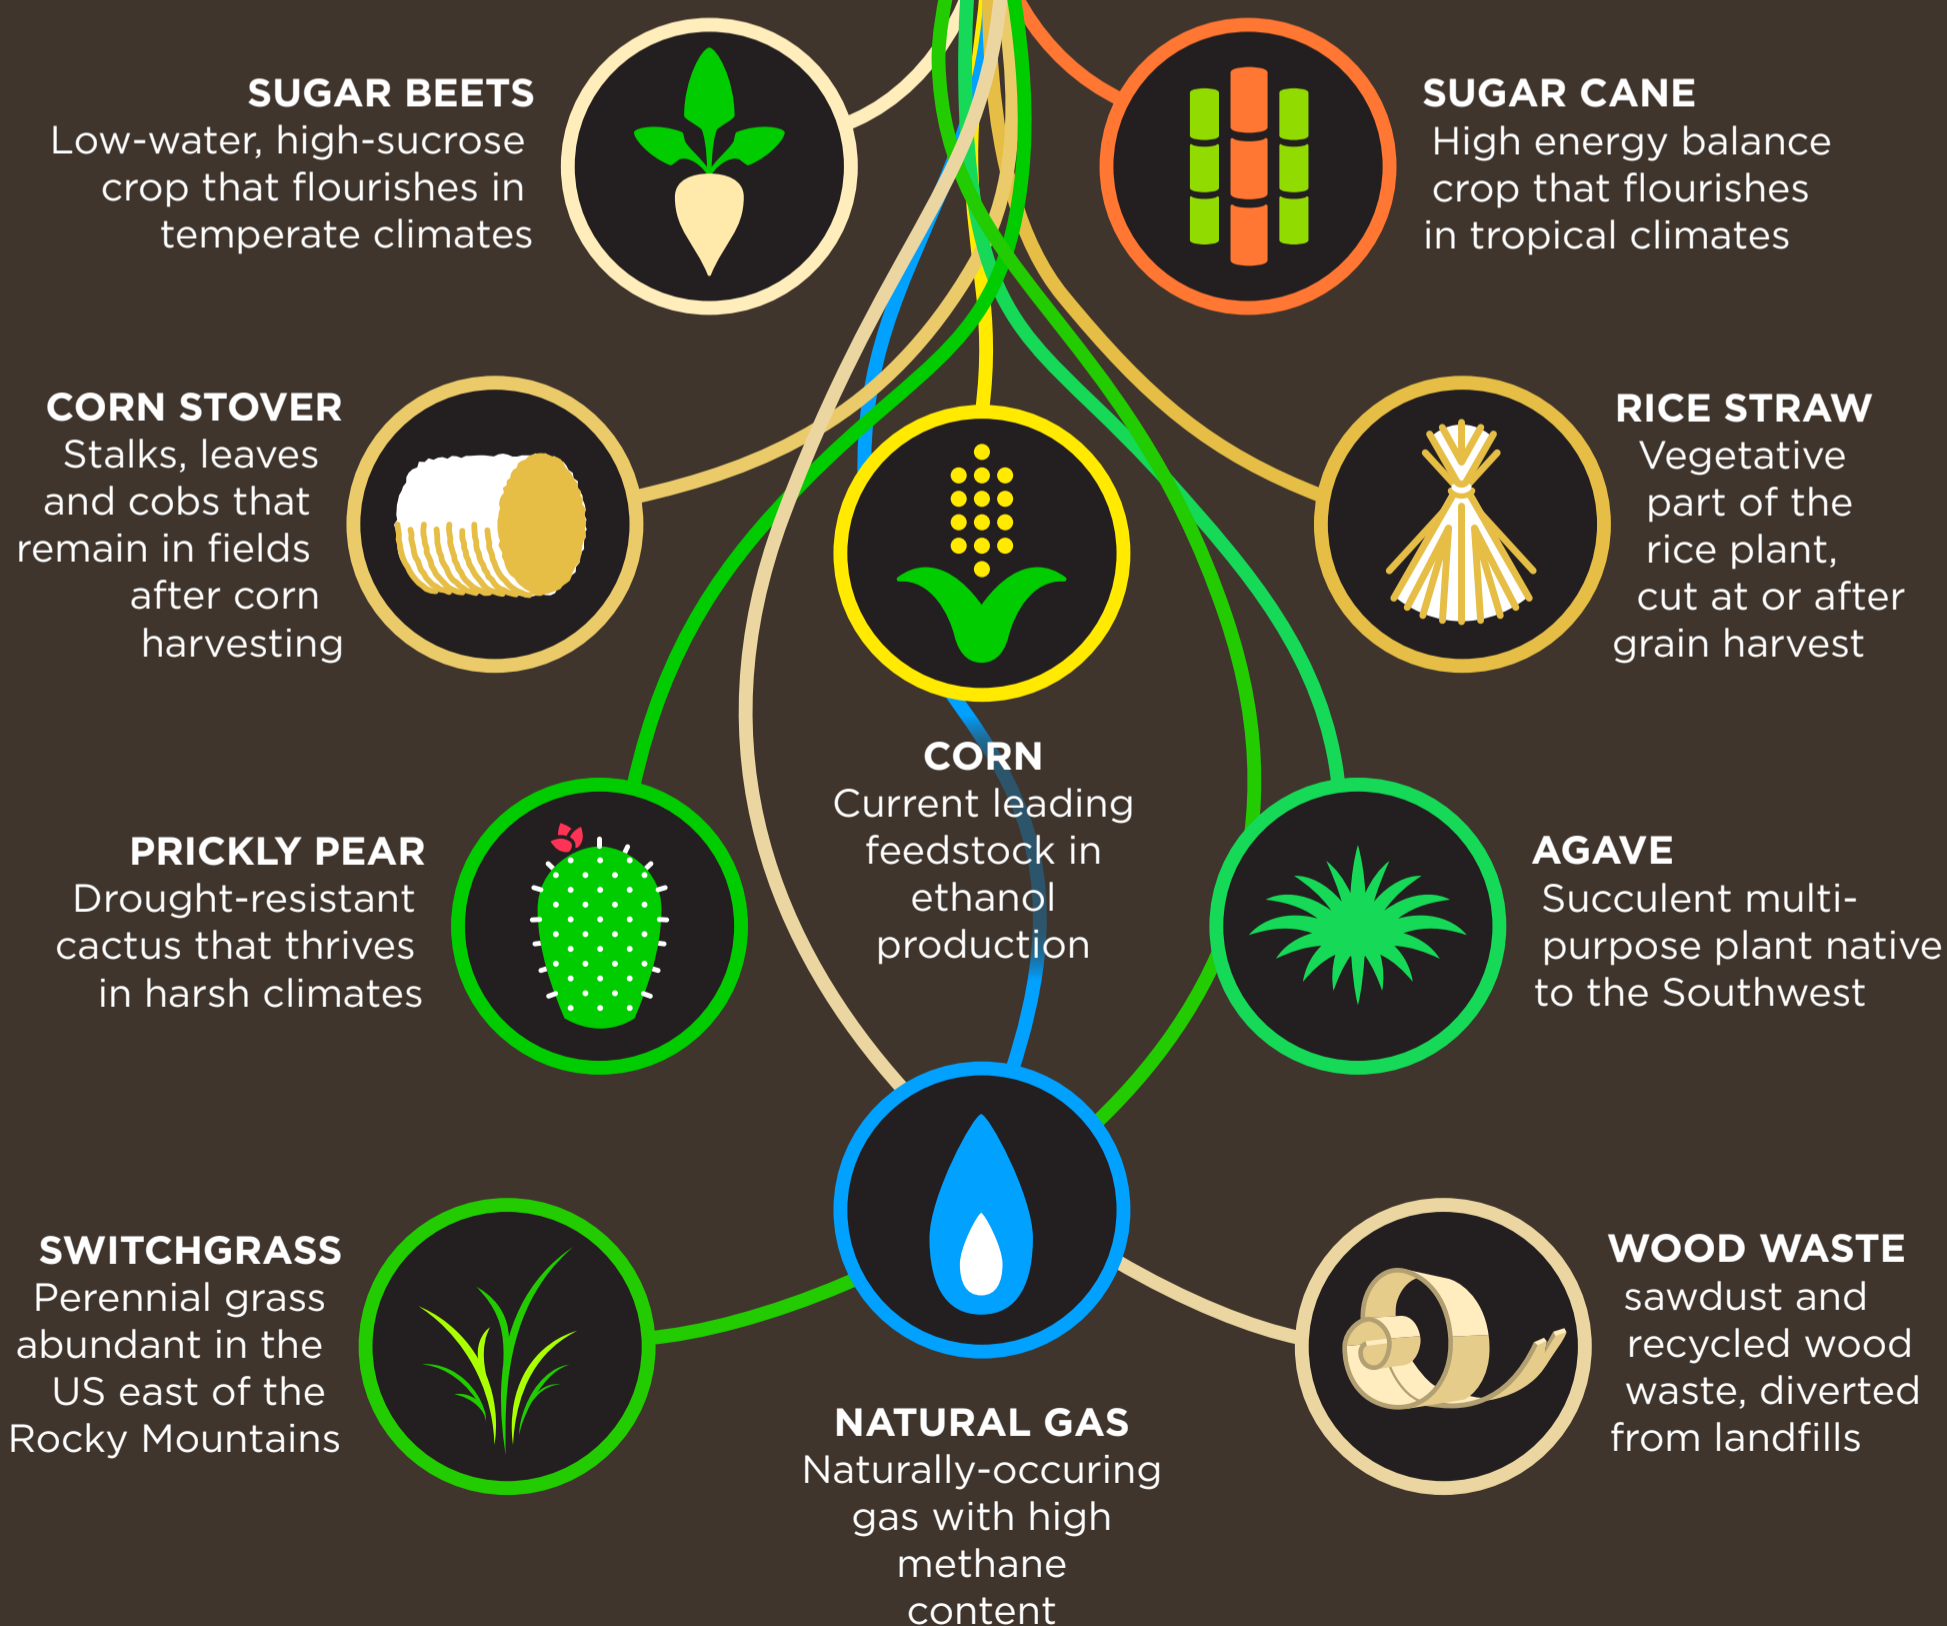 SUGAR BEETS
Low-water, high-sucrose
crop that flourishes in
temperate climates
SUGAR CANE
High energy balance
crop that flourishes
in tropical climates
CORN STOVER
Stalks, leaves
and cobs that
remain in fields
after corn
harvesting
RICE STRAW
Vegetative
part of the
rice plant,
cut at or after
grain harvest
CORN
Current leading
feedstock in
ethanol
production
PRICKLY PEAR
Drought-resistant
cactus that thrives
in harsh climates
AGAVE
Succulent multi-
purpose plant native
to the Southwest
SWITCHGRASS
Perennial grass
abundant in the
US east of the
Rocky Mountains
NATURAL GAS
Naturally-occuring
gas with high
methane
content
WOOD WASTE
sawdust and
recycled wood
waste, diverted
from landfills